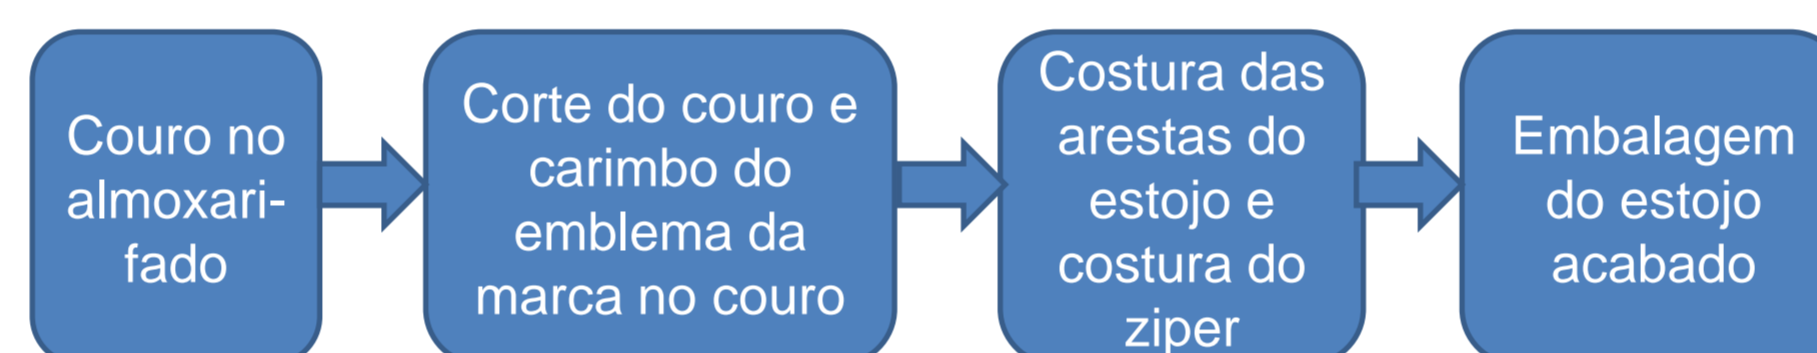 Couro no
almoxari-
fado
Corte do couro e
carimbo do
emblema da
marca no couro
Costura das
arestas do
estojo e
costura do
ziper
Embalagem
do estojo
acabado